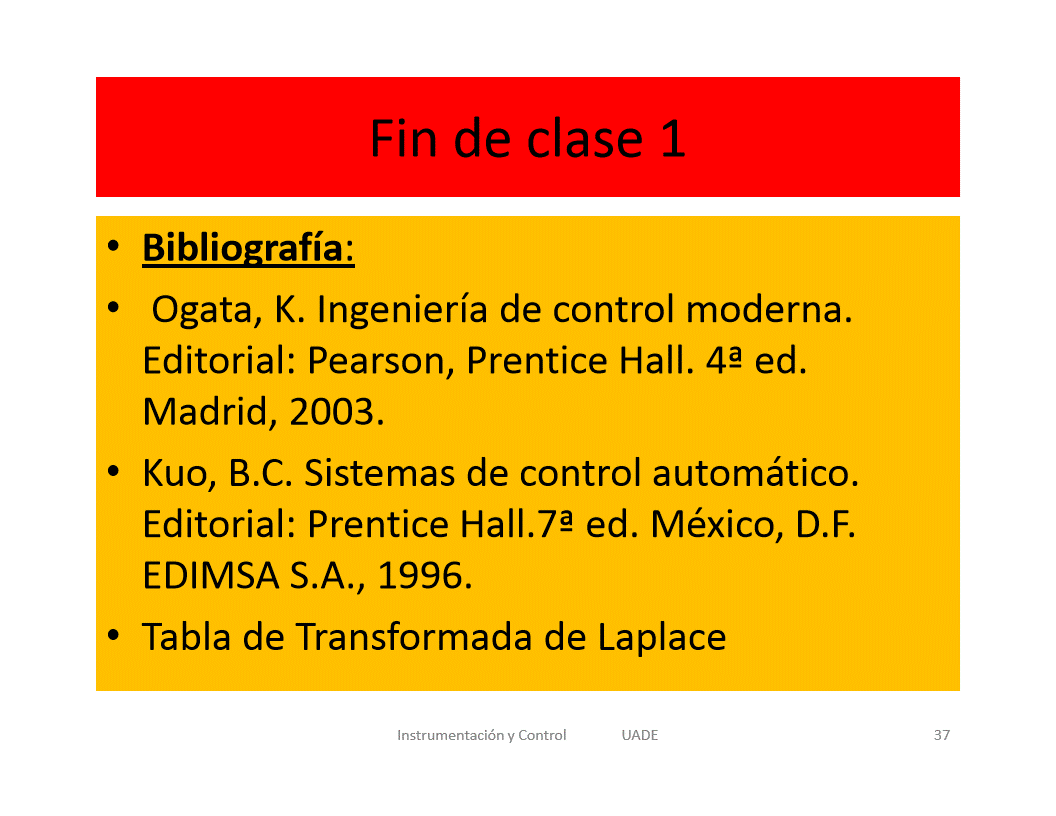 Fin de clase 1
• Bibliografía:
• Ogata, K. Ingeniería de control moderna.
Editorial: Pearson, Prentice Hall. 4ª ed.
Madrid, 2003.
• Kuo, B.C. Sistemas de control automático.
Editorial: Prentice Hall.7ª ed. México, D.F.
EDIMSA S.A., 1996.
• Tabla de Transformada de Laplace
Instrumentación y Control UADE 37